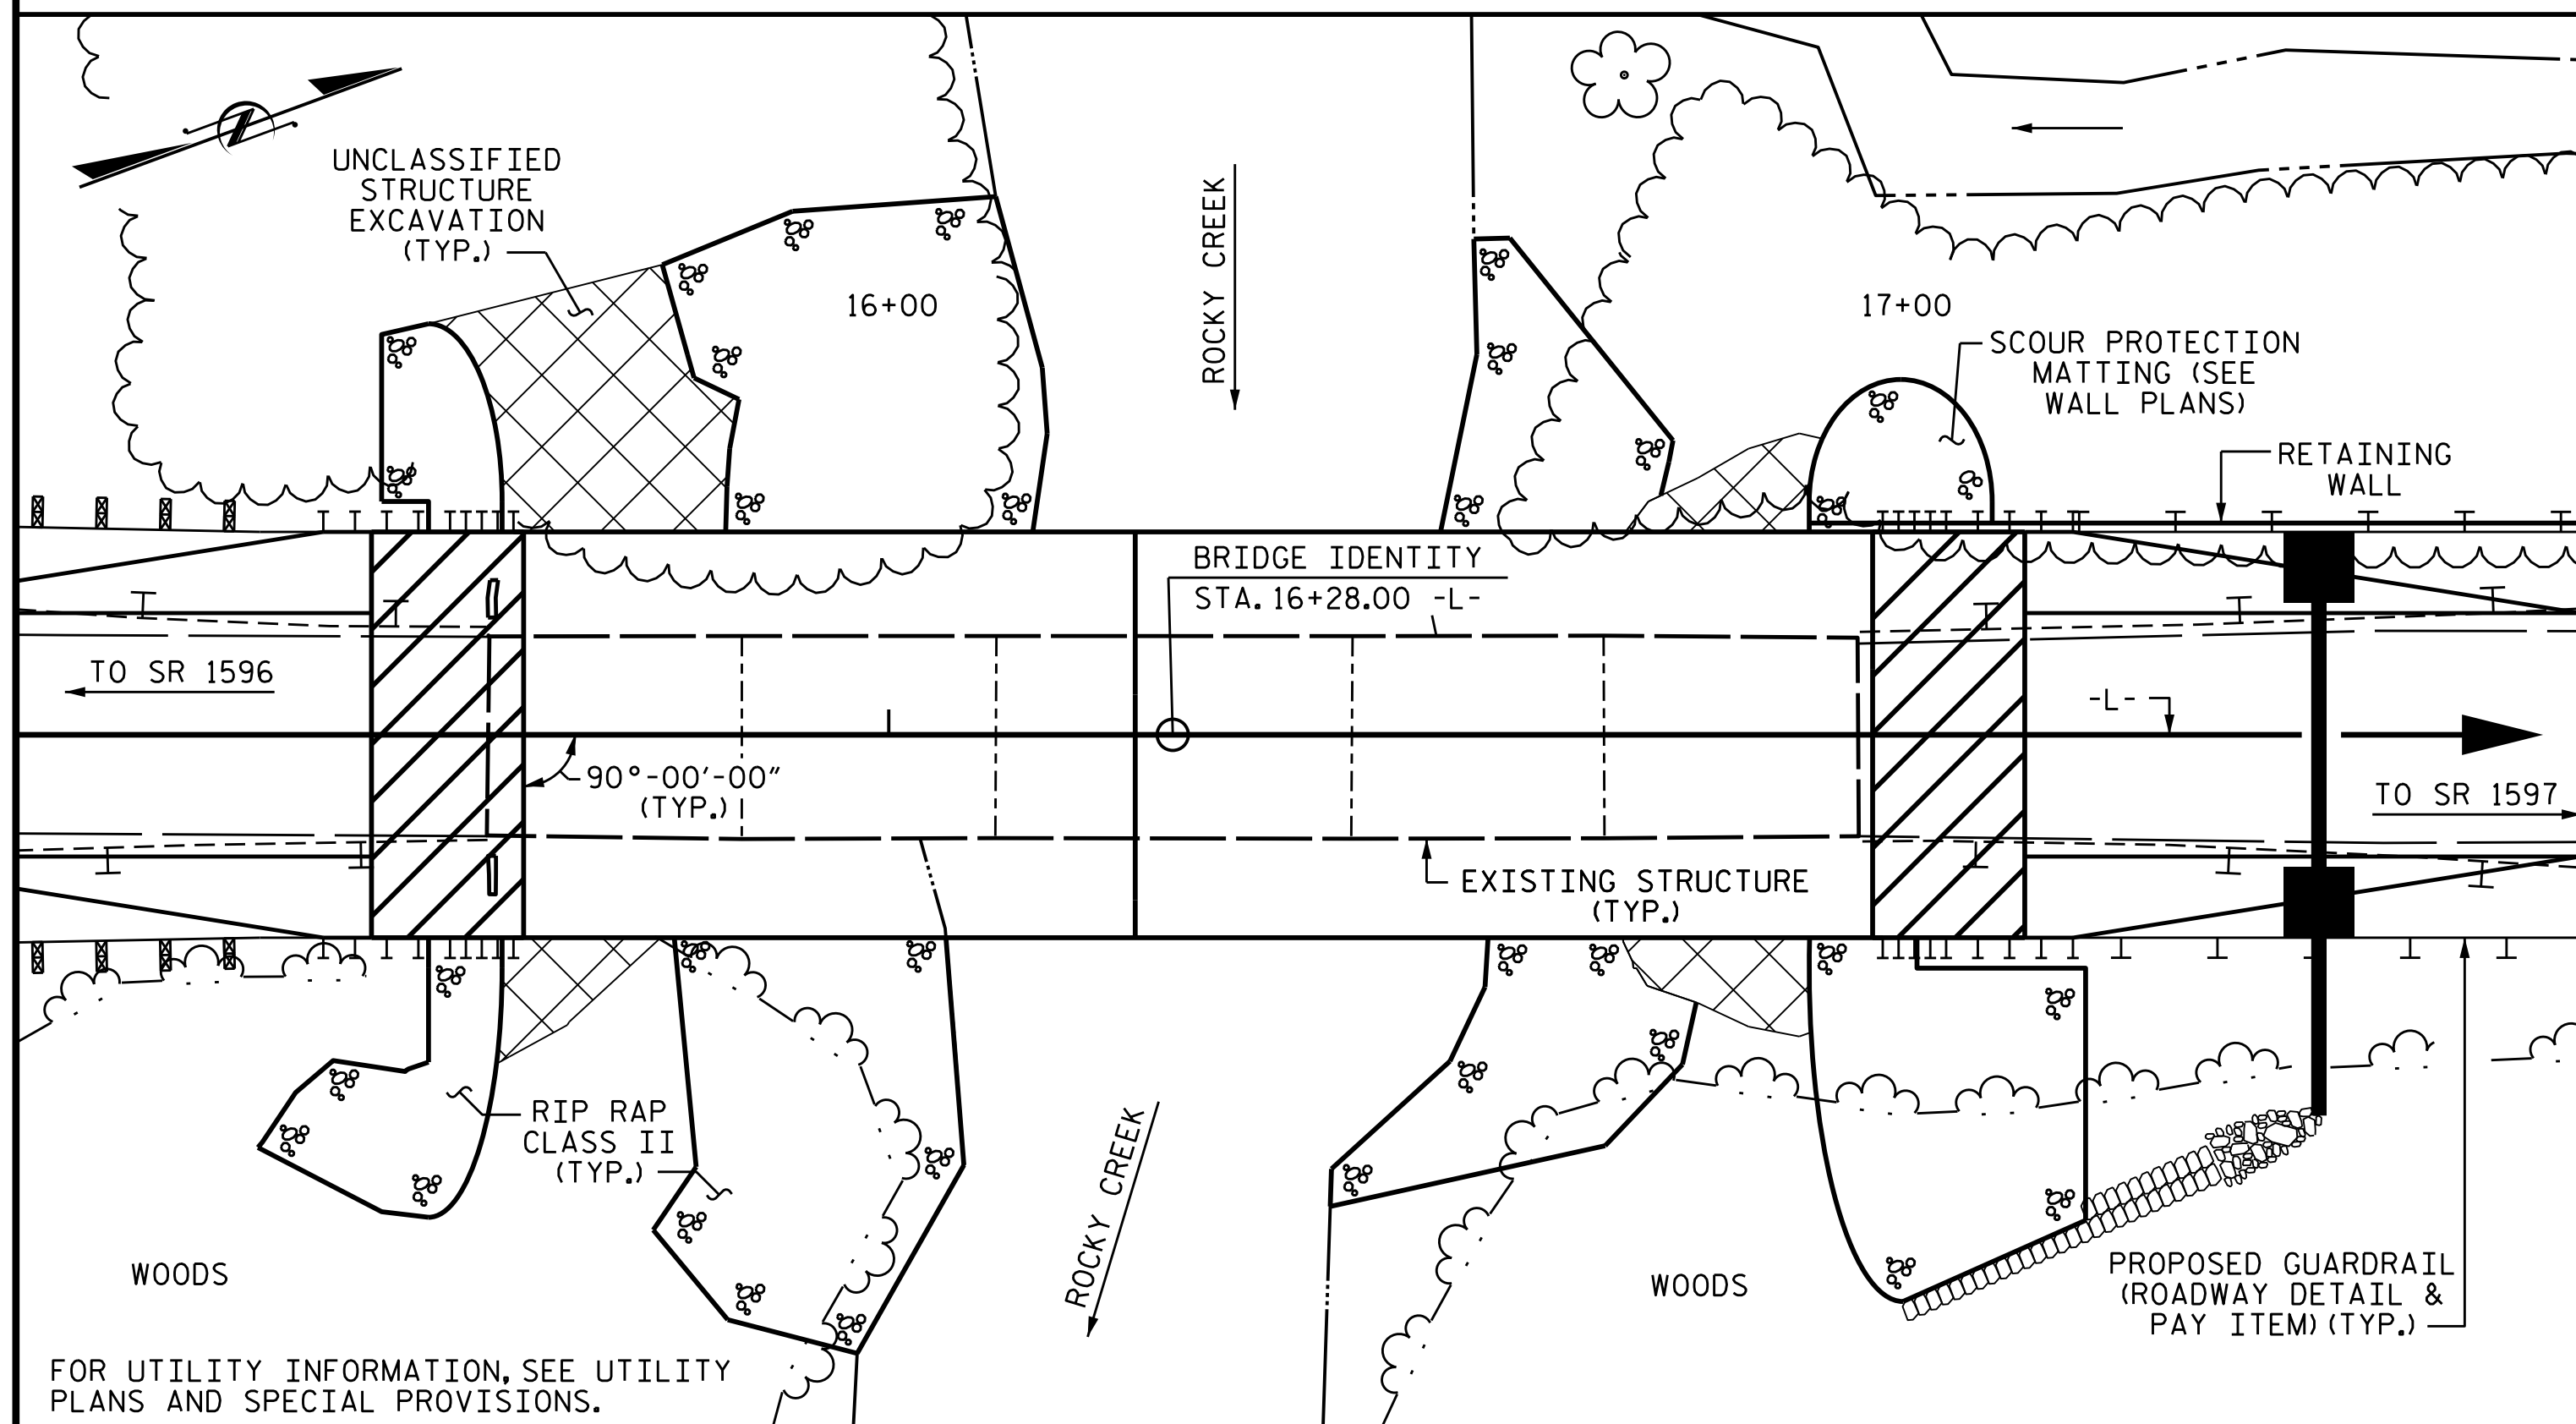 N
UNCLASSIFIED
STRUCTURE
EXCAVATION
(TYP.)
16+00
ROCKY CREEK
17+00
SCOUR PROTECTION
MATTING (SEE
WALL PLANS)
RETAINING
WALL
BRIDGE IDENTITY
STA. 16+28.00 -L-
TO SR 1596
-L-
90°-00'-00"
(TYP.)
TO SR 1597
EXISTING STRUCTURE
(TYP.)
RIP RAP
CLASS II
(TYP.)
ROCKY CREEK
WOODS
WOODS
PROPOSED GUARDRAIL
(ROADWAY DETAIL &
PAY ITEM) (TYP.)
FOR UTILITY INFORMATION, SEE UTILITY
PLANS AND SPECIAL PROVISIONS.